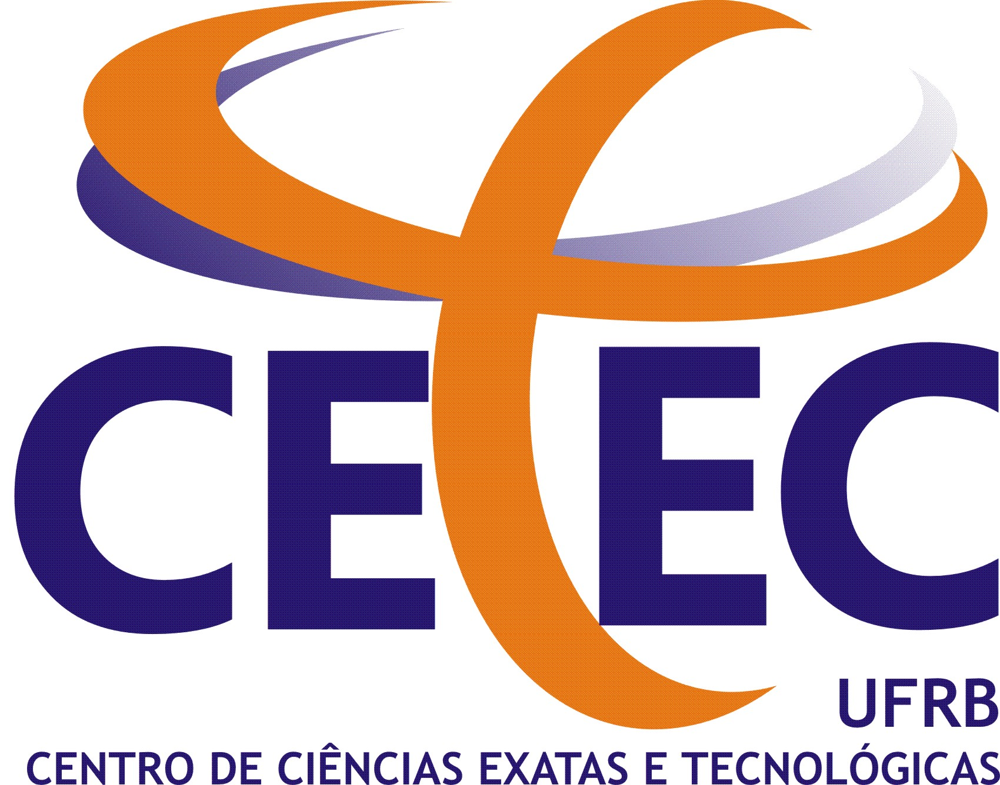 CETEC
UFRB
CENTRO DE CIÊNCIAS EXATAS E TECNOLÓGICAS